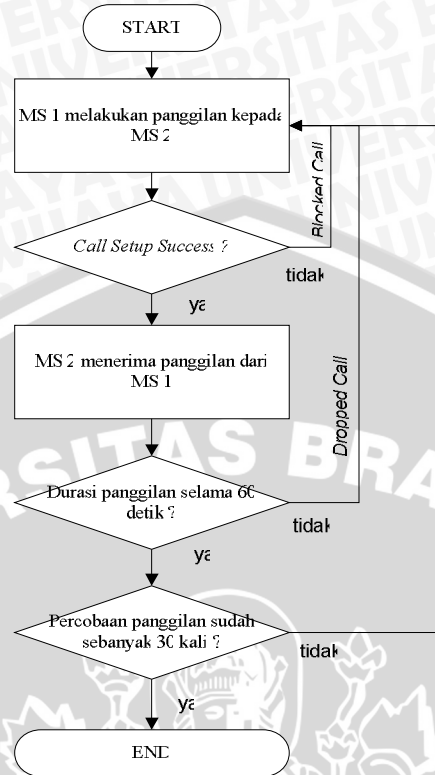 START
MS 1 melakukan panggilan kepada
MS 2
Blocked Call
Call Setup Success ?
tidak
ya
MS 2 menerima panggilan dari
MS 1
Dropped Call
Durasi panggilan selama 60
detik ?
tidak
ya
Percobaan panggilan sudah
sebanyak 30 kali ?
tidak
ya
END